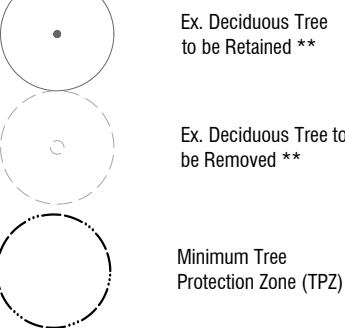 Ex. Deciduous Tree
to be Retained **
Ex. Deciduous Tree to
be Removed **
Minimum Tree
Protection Zone (TPZ)